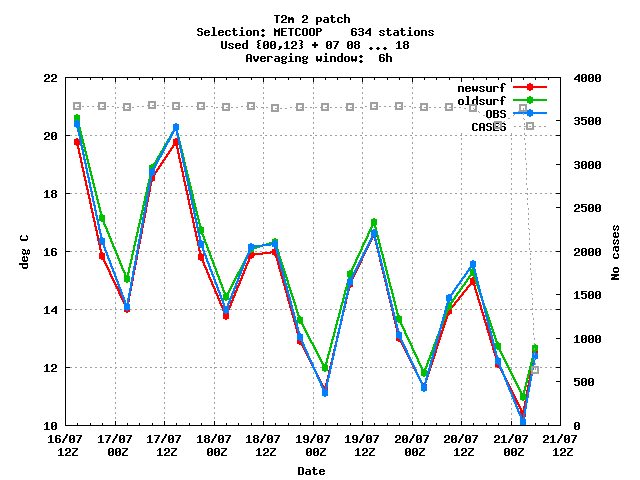 T2m 2 patch
Selection: METCOOP 634 stations
Used {00,12} + 07 08 ... 18
Averaging window: 6h
22
20
18
16
14
12
10
deg C
4000
3500
3000
2500
2000
1500
1000
500
0
No cases
newsurf
oldsurf
OBS
CASES
16/07 12Z
17/07 00Z
17/07 12Z
18/07 00Z
18/07 12Z
19/07 00Z
19/07 12Z
20/07 00Z
20/07 12Z
21/07 00Z
21/07 12Z
Date